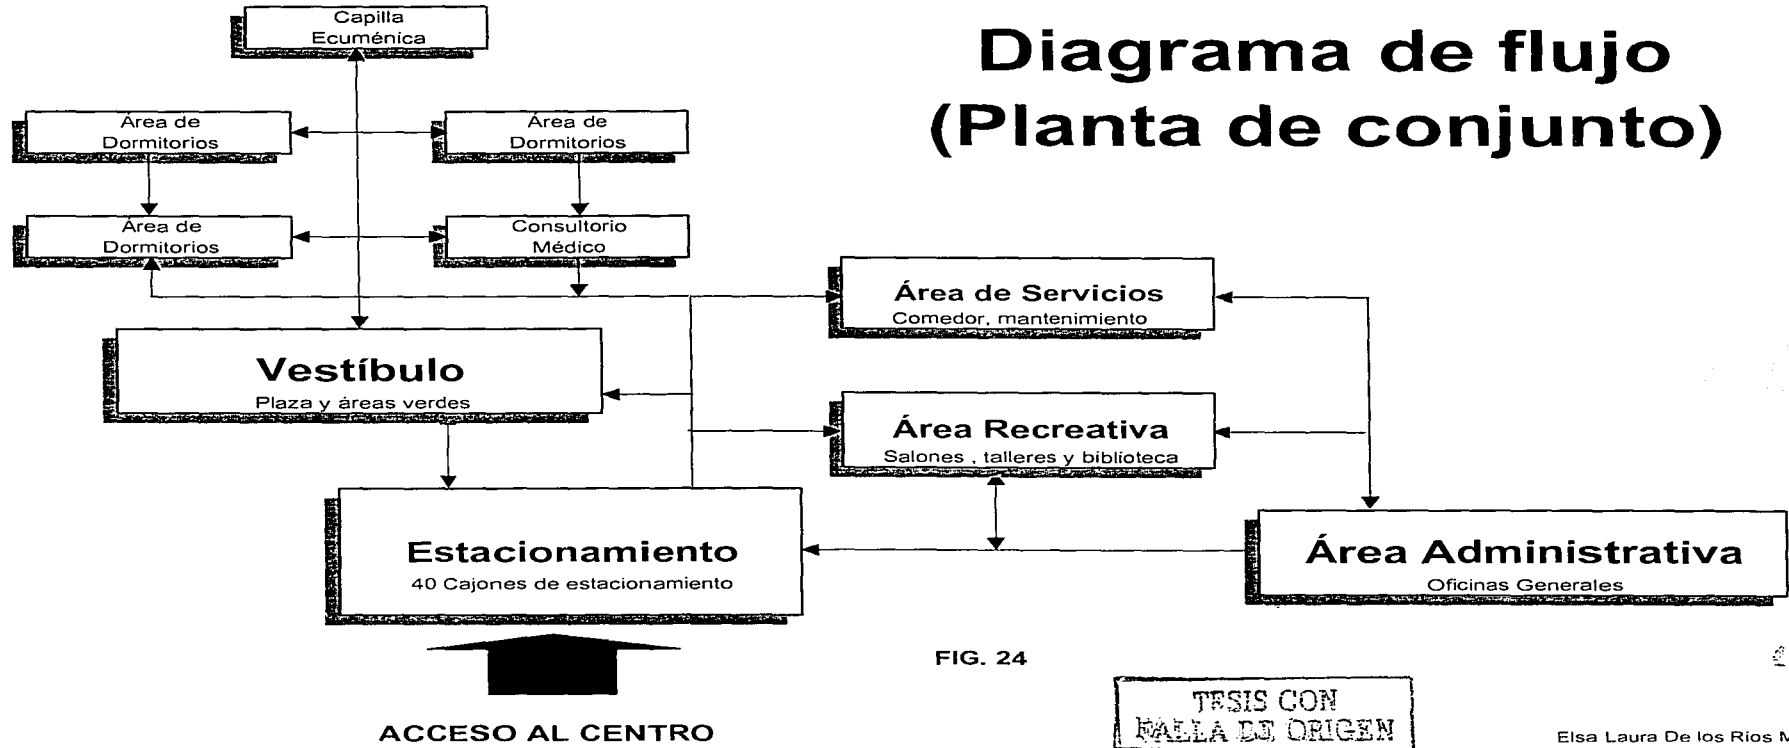 Diagrama de flujo
(Planta de conjunto)
Capilla
Ecuménica
Área de
Dormitorios
Área de
Dormitorios
Área de
Dormitorios
Consultorio
Médico
Área de Servicios
Comedor, mantenimiento
Vestíbulo
Plaza y áreas verdes
Área Recreativa
Salones , talleres y biblioteca
Estacionamiento
40 Cajones de estacionamiento
Área Administrativa
Oficinas Generales
FIG. 24
ACCESO AL CENTRO
TESIS CON
FALLA DE ORIGEN
Elsa Laura De los Rios